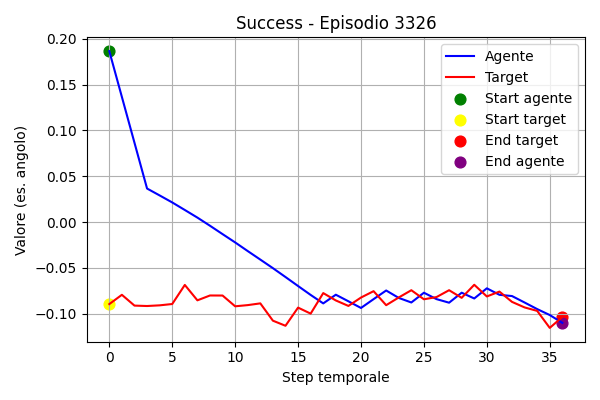 Success - Episodio 3326
Valore (es. angolo)
0.20
0.15
0.10
0.05
0.00
−0.05
−0.10
Agente
Target
Start agente
Start target
End target
End agente
0 5 10 15 20 25 30 35
Step temporale